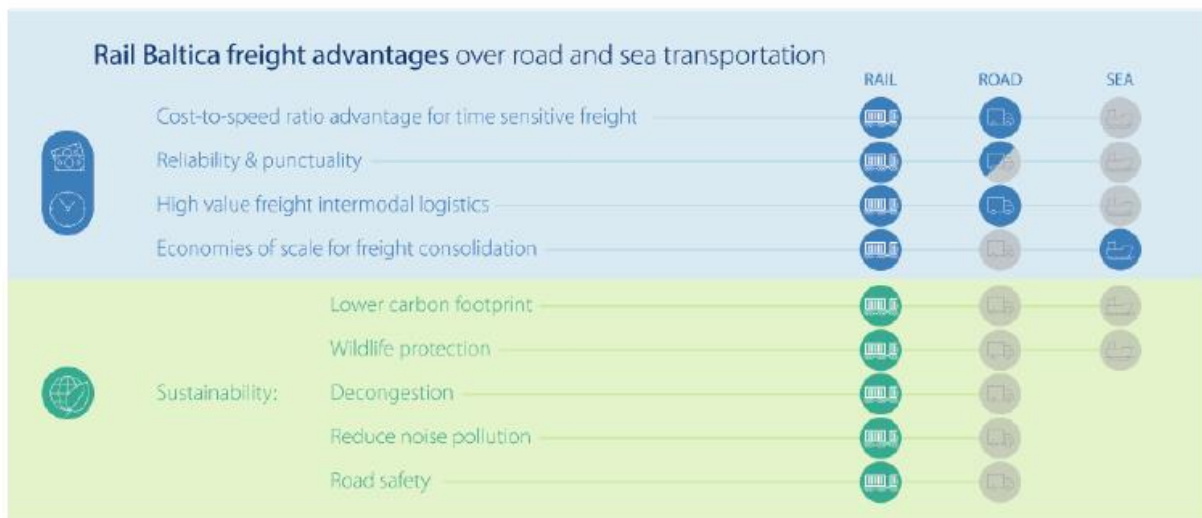 Rail Baltica freight advantages over road and sea transportation
RAIL ROAD SEA
Cost-to-speed ratio advantage for time sensitive freight
Reliability & punctuality
High value freight intermodal logistics
Economies of scale for freight consolidation
Lower carbon footprint
Wildlife protection
Sustainability: Decongestion
Reduce noise pollution
Road safety